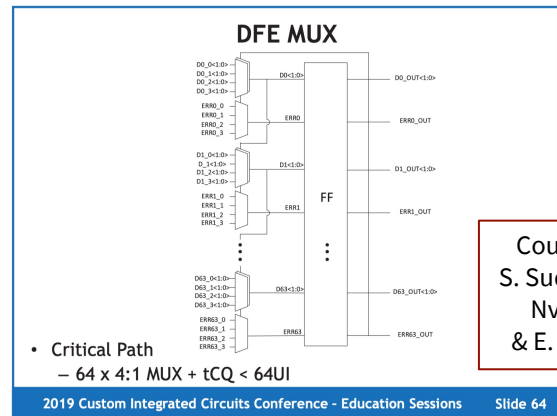 DFE MUX
D0_0<1:0>
D0_1<1:0>
D0_2<1:0>
D0_3<1:0>
D0<1:0>
D0_OUT<1:0>
ERR0_0
ERR0_1
ERR0_2
ERR0_3
ERR0
ERR0_OUT
D1_0<1:0>
D_1<1:0>
D1_2<1:0>
D1_3<1:0>
D1<1:0>
D1_OUT<1:0>
FF
ERR1_0
ERR1_1
ERR1_2
ERR1_3
ERR1
ERR1_OUT
D63_0<1:0>
D63_1<1:0>
D63_2<1:0>
D63_3<1:0>
D63<1:0>
D63_OUT<1:0>
ERR63_0
ERR63_1
ERR63_2
ERR63_3
ERR63
ERR63_OUT
Cou
S. Su
Nv
& E.
• Critical Path
– 64 x 4:1 MUX + tCQ < 64UI
2019 Custom Integrated Circuits Conference - Education Sessions Slide 64